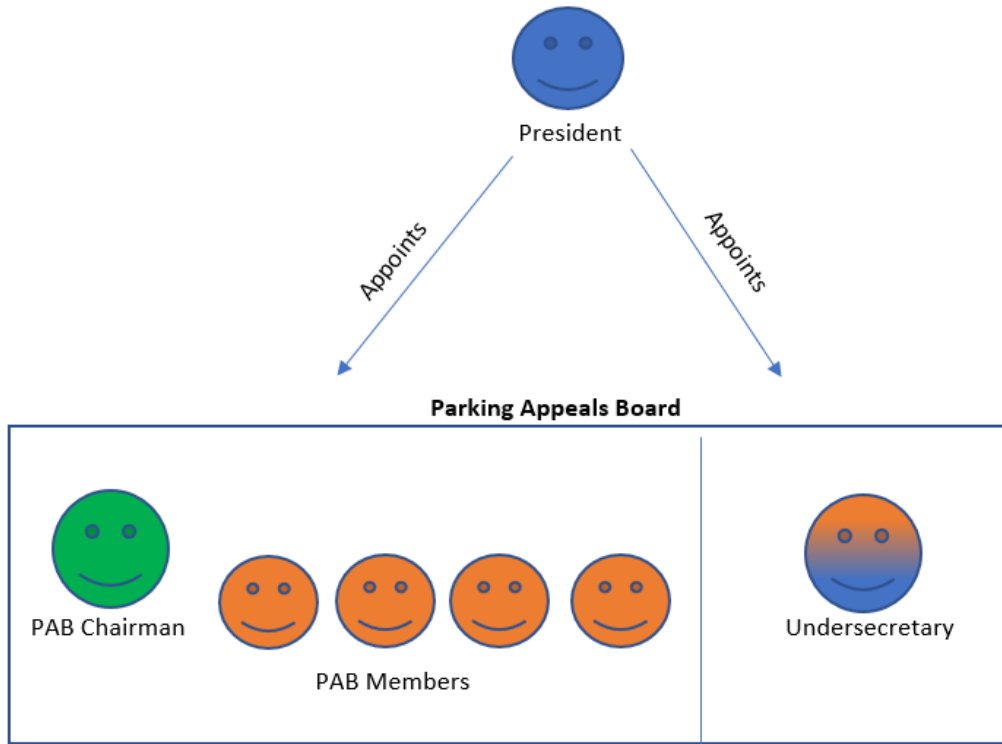 President
Appoints
Appoints
Parking Appeals Board
PAB Chairman
PAB Members
Undersecretary